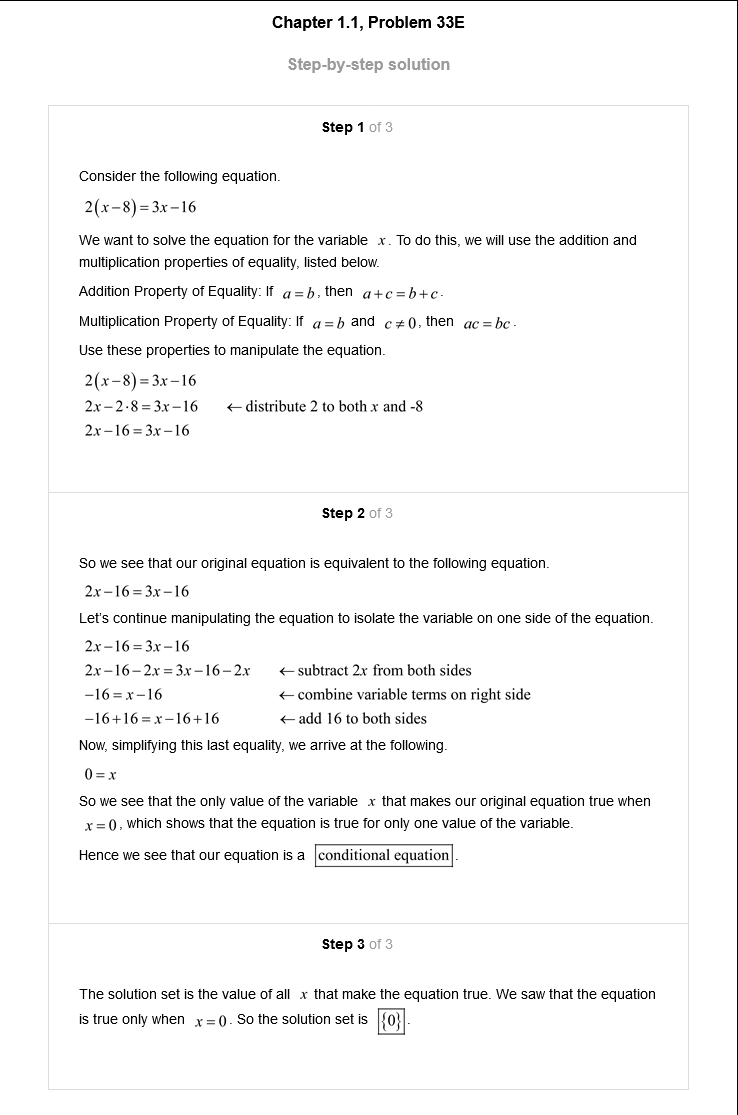 Chapter 1.1, Problem 33E
Step-by-step solution
Step 1 of 3
Consider the following equation.
2(x−8)=3x−16
We want to solve the equation for the variable x. To do this, we will use the addition and
multiplication properties of equality, listed below.
Addition Property of Equality: If a=b, then a+c=b+c.
Multiplication Property of Equality: If a=b and c≠0, then ac=bc.
Use these properties to manipulate the equation.
2(x−8)=3x−16
2x−2·8=3x−16 ←distribute 2 to both x and -8
2x−16=3x−16
Step 2 of 3
So we see that our original equation is equivalent to the following equation.
2x−16=3x−16
Let's continue manipulating the equation to isolate the variable on one side of the equation.
2x−16=3x−16
2x−16−2x=3x−16−2x ←subtract 2x from both sides
−16=x−16 ←combine variable terms on right side
−16+16=x−16+16 ←add 16 to both sides
Now, simplifying this last equality, we arrive at the following.
0=x
So we see that the only value of the variable x that makes our original equation true when
x=0, which shows that the equation is true for only one value of the variable.
Hence we see that our equation is a conditional equation.
Step 3 of 3
The solution set is the value of all x that make the equation true. We saw that the equation
is true only when x=0. So the solution set is {0}.